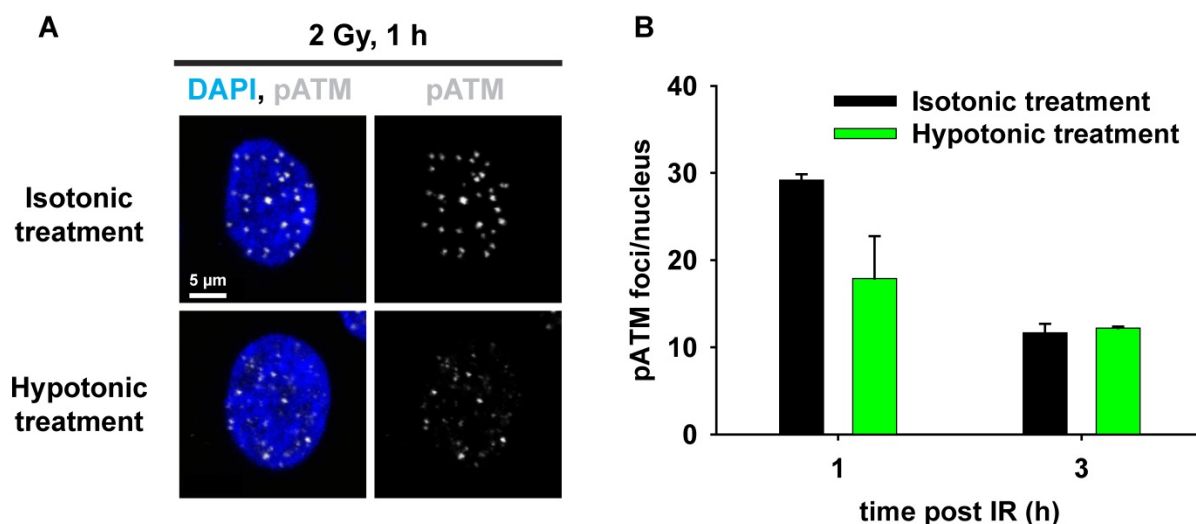 A
2 Gy, 1 h
DAPI, pATM
pATM
Isotonic
treatment
5 µm
Hypotonic
treatment
B
40
30
20
10
0
pATM foci/nucleus
Isotonic treatment
Hypotonic treatment
1
3
time post IR (h)